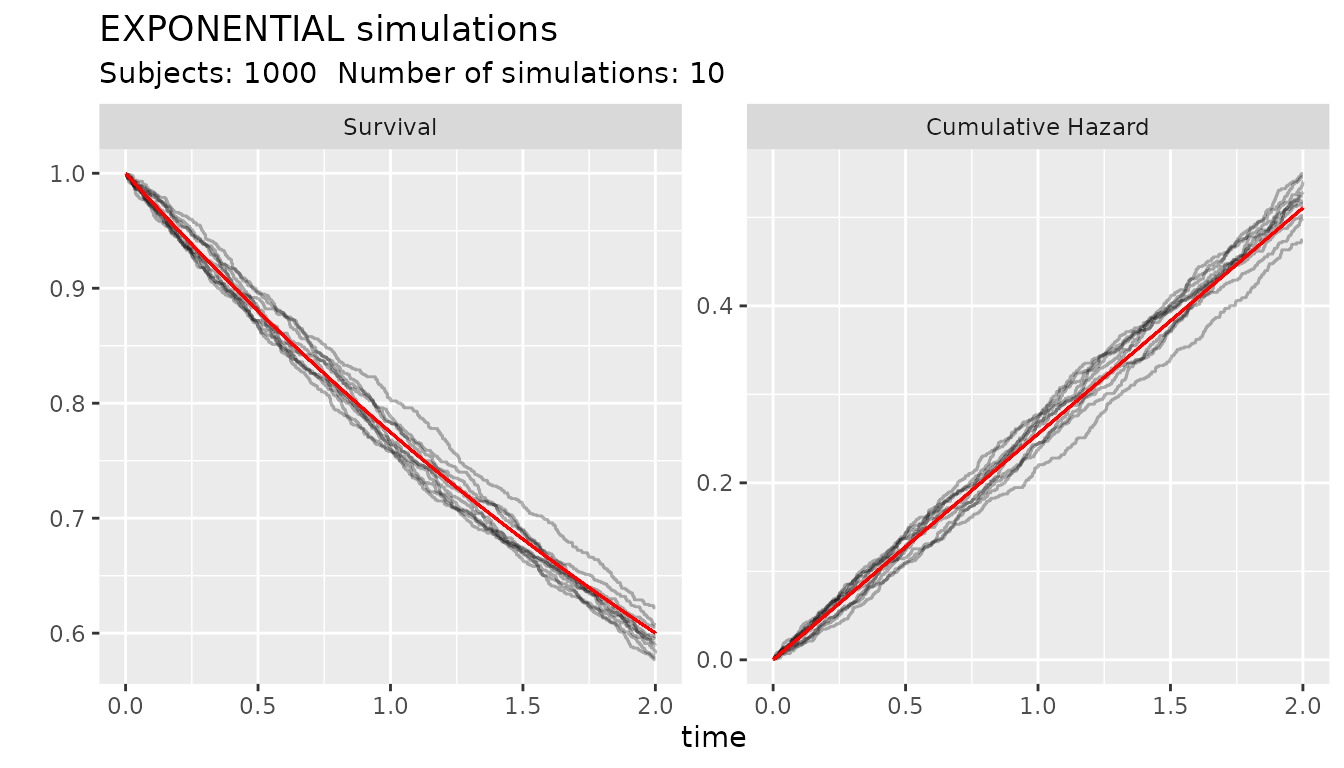 EXPONENTIAL simulations
Subjects: 1000  Number of simulations: 10
Survival
Cumulative Hazard
1.0
0.9
0.8
0.7
0.6
0.4
0.2
0.0
0.0 0.5 1.0 1.5 2.0
0.0 0.5 1.0 1.5 2.0
time